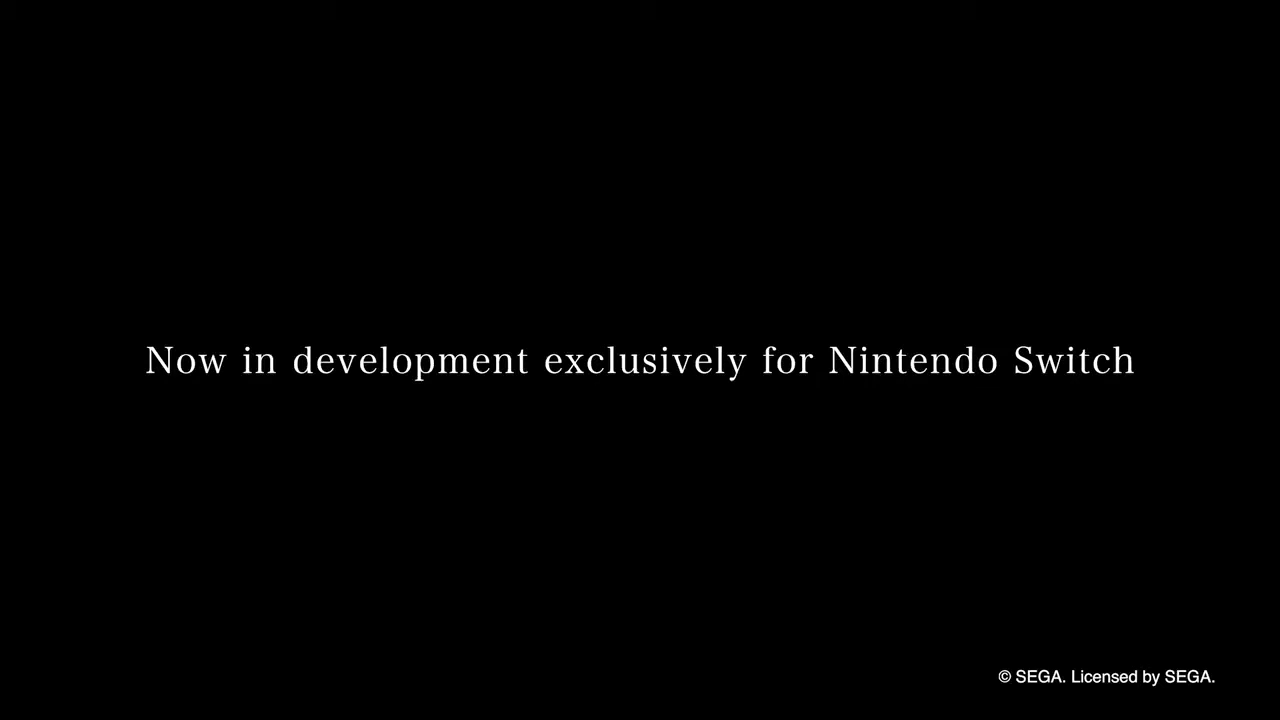 Now in development exclusively for Nintendo Switch
© SEGA. Licensed by SEGA.